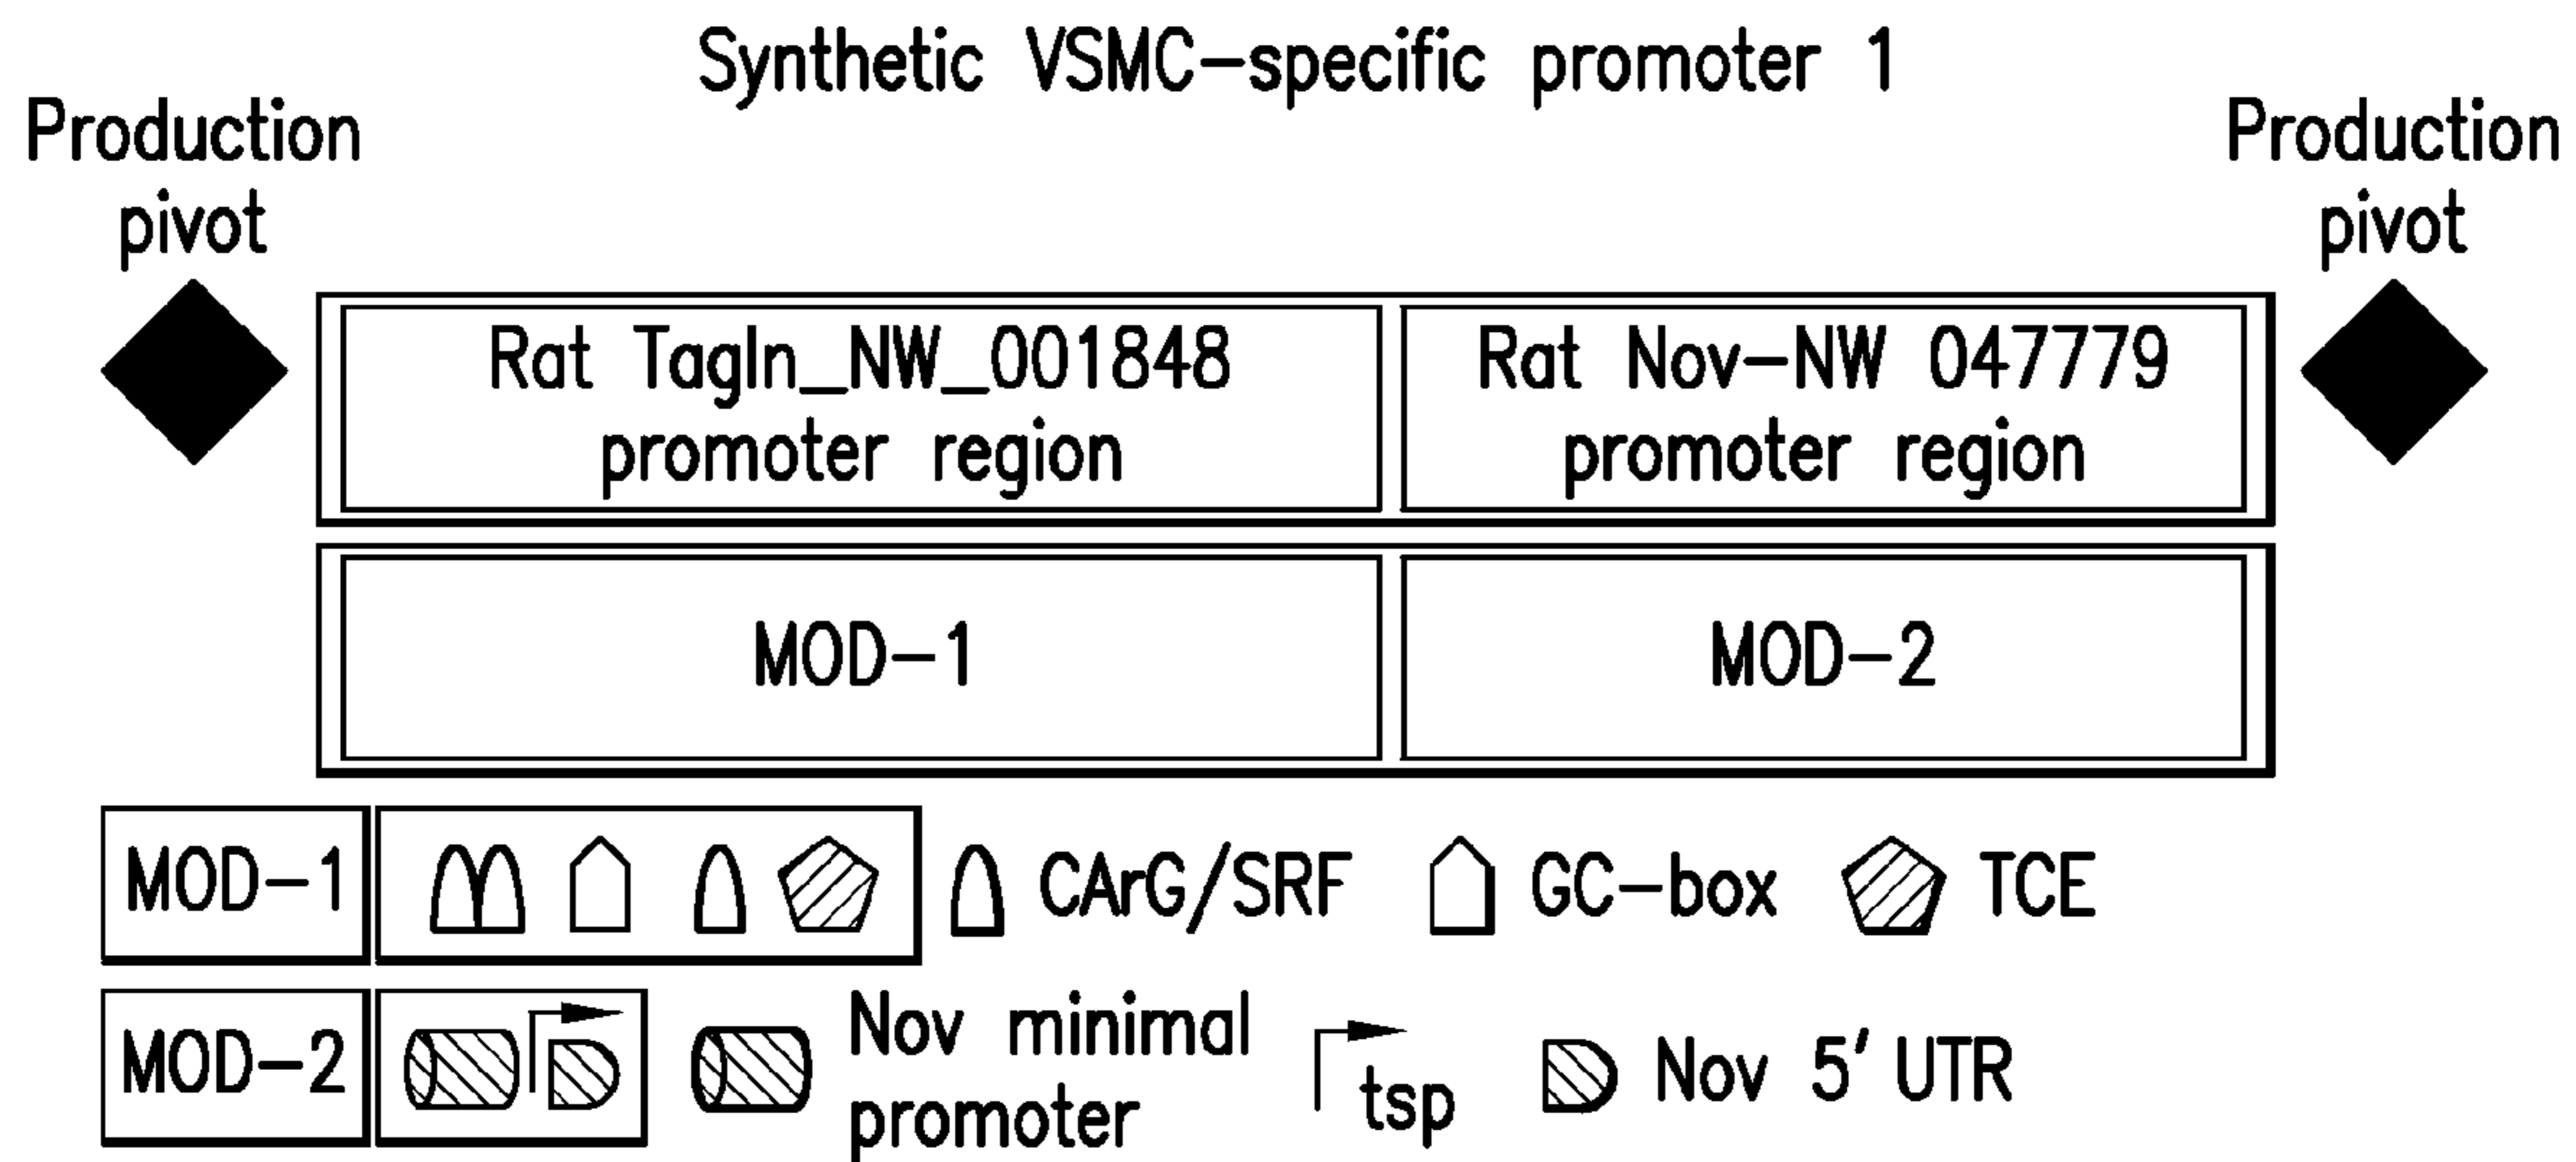 Synthetic VSMC-specific promoter 1
Production
pivot
Production
pivot
Rat Tagln_NW_001848
promoter region
Rat Nov-NW 047779
promoter region
MOD-1
MOD-2
MOD-1
CArG/SRF
GC-box
TCE
MOD-2
Nov minimal
promoter
tsp
Nov 5' UTR